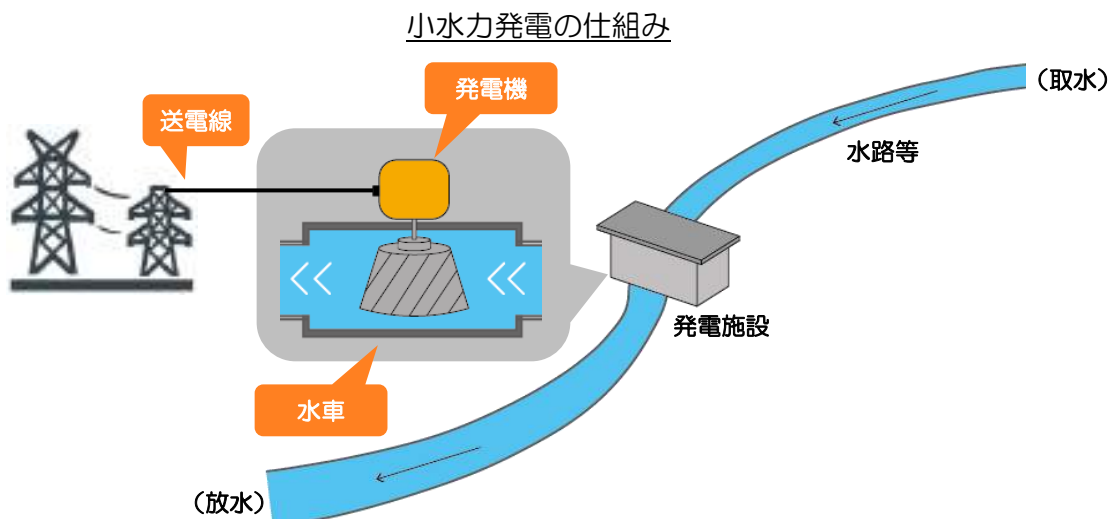 小水力発電の仕組み
発電機
送電線
（取水）
水路等
発電施設
水車
（放水）